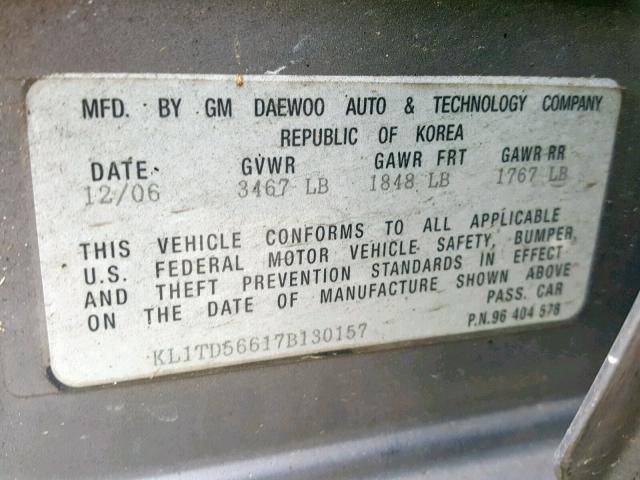 MFD. BY GM DAEWOO AUTO & TECHNOLOGY COMPANY
REPUBLIC OF KOREA
DATE GVWR GAWR FRT GAWR RR
12/06 3467 LB 1848 LB 1767 LB
THIS VEHICLE CONFORMS TO ALL APPLICABLE
U.S. FEDERAL MOTOR VEHICLE SAFETY, BUMPER,
AND THEFT PREVENTION STANDARDS IN EFFECT
ON THE DATE OF MANUFACTURE SHOWN ABOVE
PASS. CAR
KL1TD56617B130157
P.N.96 404 578